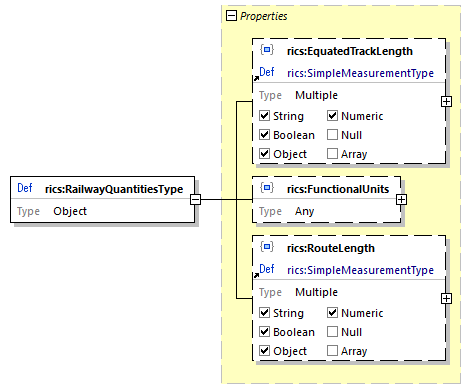 Properties
rics:EquatedTrackLength
Def rics:SimpleMeasurementType
Type Multiple
String Numeric
Boolean Null
Object Array
Def rics:RailwayQuantitiesType
Type Object
rics:FunctionalUnits
Type Any
rics:RouteLength
Def rics:SimpleMeasurementType
Type Multiple
String Numeric
Boolean Null
Object Array